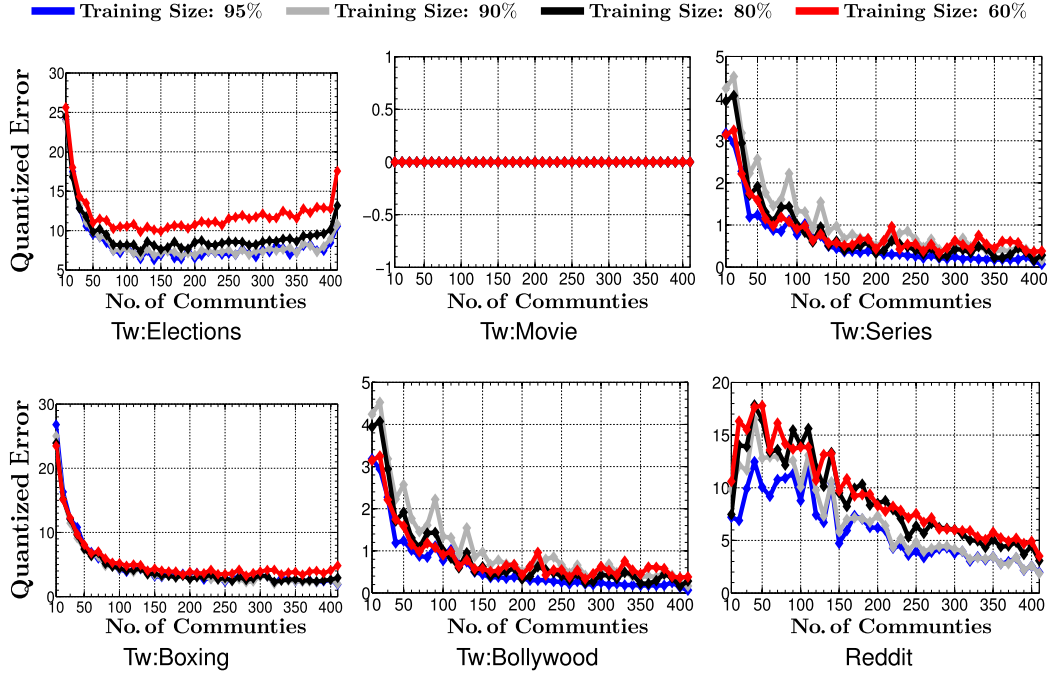 Training Size: 95% Training Size: 90% Training Size: 80% Training Size: 60%
Quantized Error
30
25
20
15
10
5
10 50 100 150 200 250 300 350 400
No. of Communties
Tw:Elections
1
0.5
0
−0.5
−1
10 50 100 150 200 250 300 350 400
No. of Communties
Tw:Movie
5
4
3
2
1
0
10 50 100 150 200 250 300 350 400
No. of Communties
Tw:Series
Quantized Error
30
20
10
0
10 50 100 150 200 250 300 350 400
No. of Communties
Tw:Boxing
5
4
3
2
1
0
10 50 100 150 200 250 300 350 400
No. of Communties
Tw:Bollywood
20
15
10
5
0
10 50 100 150 200 250 300 350 400
No. of Communties
Reddit